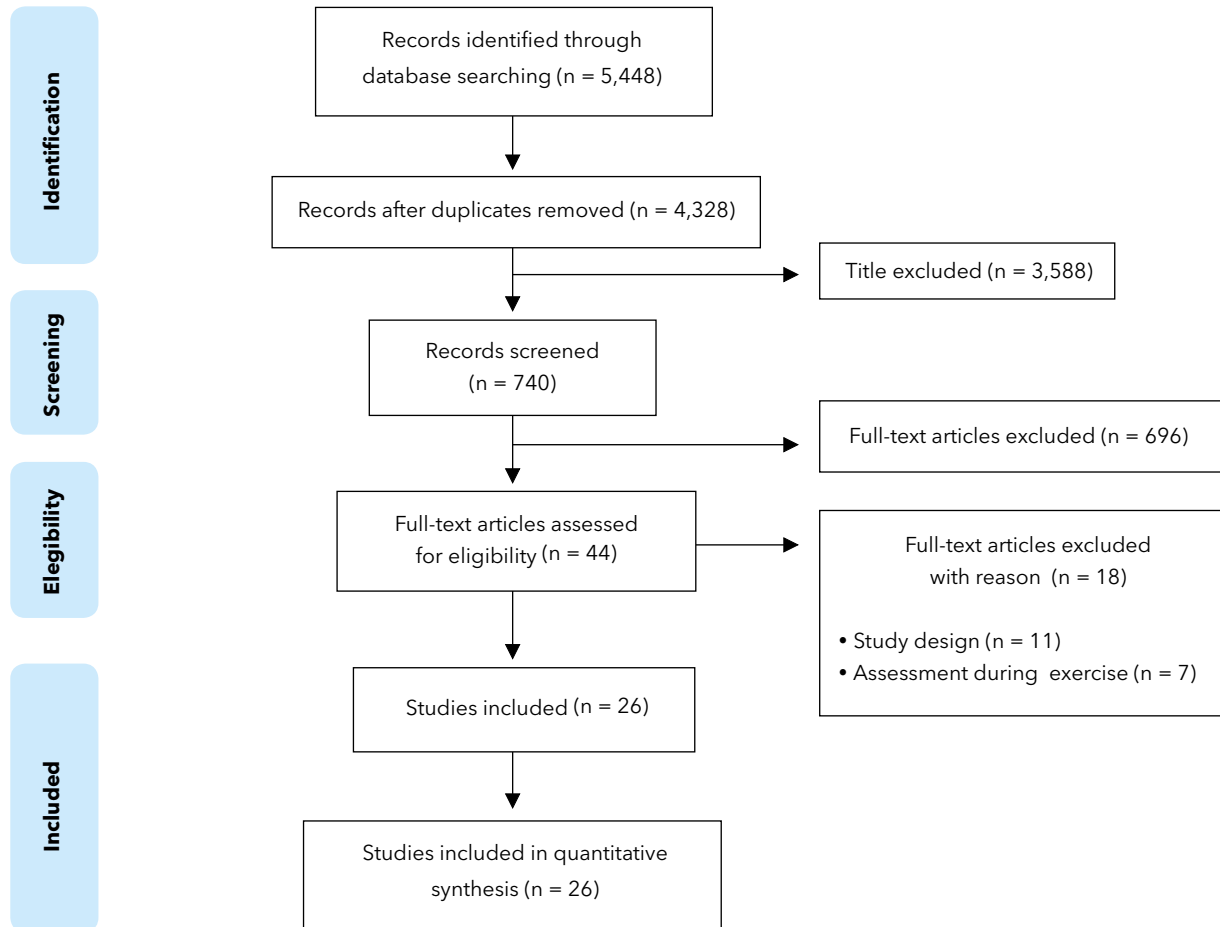 Identification
Records identified through
database searching (n = 5,448)
Records after duplicates removed (n = 4,328)
Title excluded (n = 3,588)
Screening
Records screened
(n = 740)
Full-text articles excluded (n = 696)
Elegibility
Full-text articles assessed
for eligibility (n = 44)
Full-text articles excluded
with reason (n = 18)
• Study design (n = 11)
• Assessment during exercise (n = 7)
Included
Studies included (n = 26)
Studies included in quantitative
synthesis (n = 26)